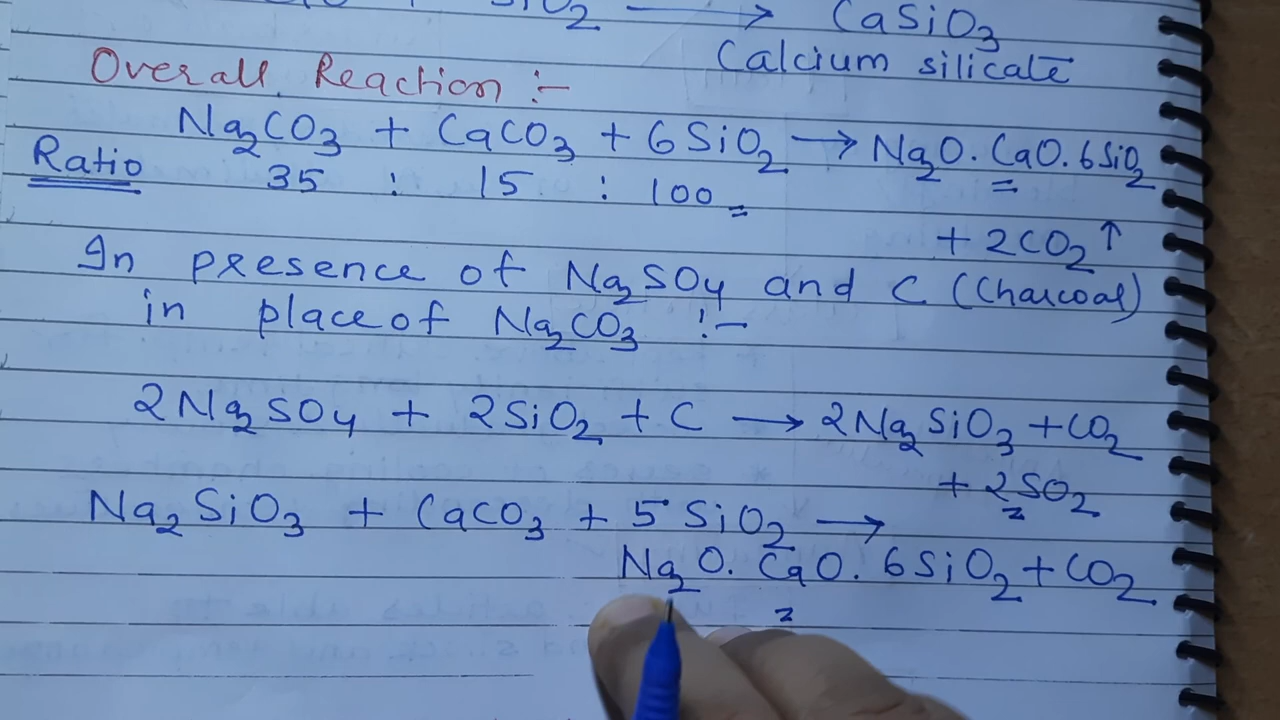 SiO2 ⟶ CaSiO3
Calcium silicate
Overall Reaction :-
Na2CO3 + CaCO3 + 6SiO2 ⟶ Na2O. CaO. 6SiO2
Ratio 35 : 15 : 100
+ 2CO2↑
In presence of Na2SO4 and C (Charcoal)
in place of Na2CO3 :-
2Na2SO4 + 2SiO2 + C ⟶ 2Na2SiO3 + CO2
+ 2SO2
Na2SiO3 + CaCO3 + 5SiO2 ⟶
Na2O. CaO. 6SiO2 + CO2